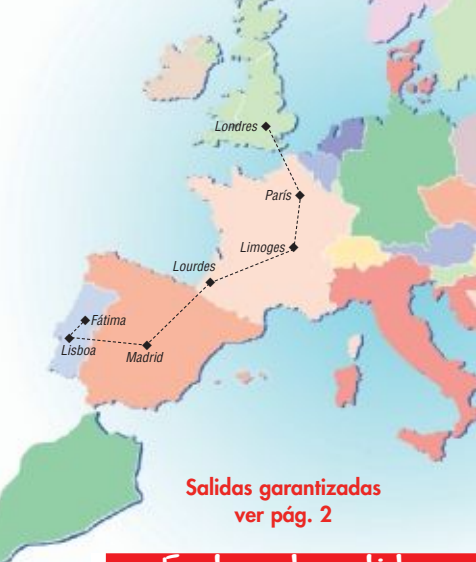 Londres
París
Limoges
Lourdes
Fátima
Lisboa
Madrid
Salidas garantizadas
ver pág. 2